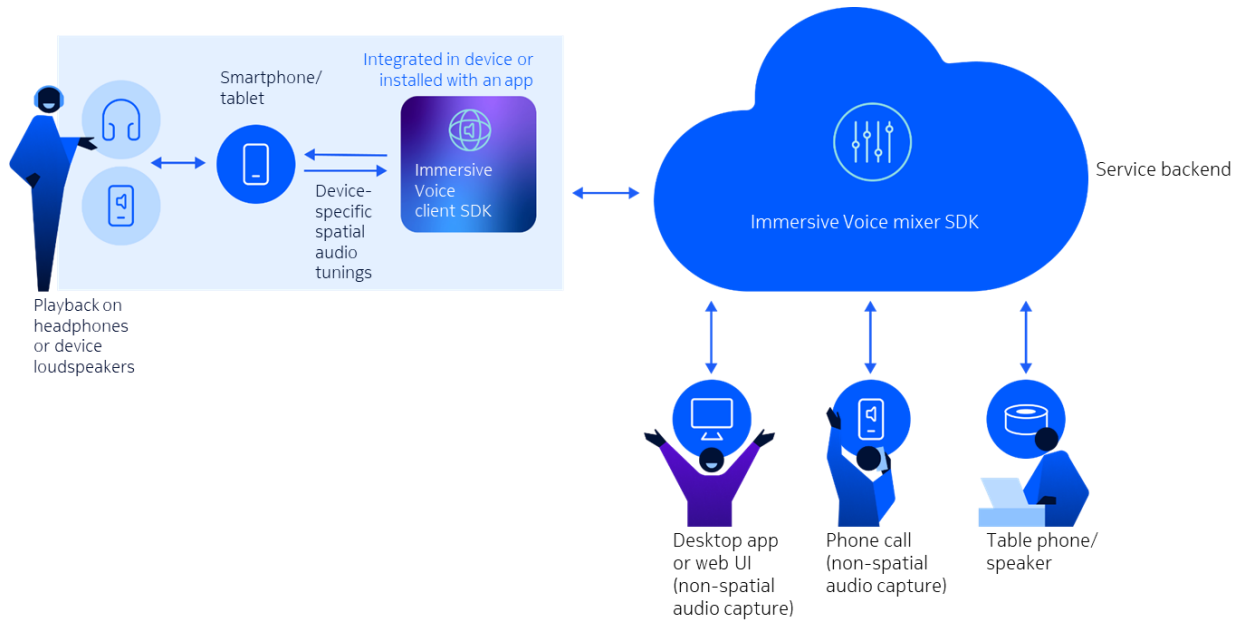 Integrated in device or
installed with an app
Smartphone/
tablet
Immersive
Voice
client SDK
Device-
specific
spatial
audio
tunings
Playback on
headphones
or device
loudspeakers
Immersive Voice mixer SDK
Service backend
Desktop app
or web UI
(non-spatial
audio capture)
Phone call
(non-spatial
audio capture)
Table phone/
speaker